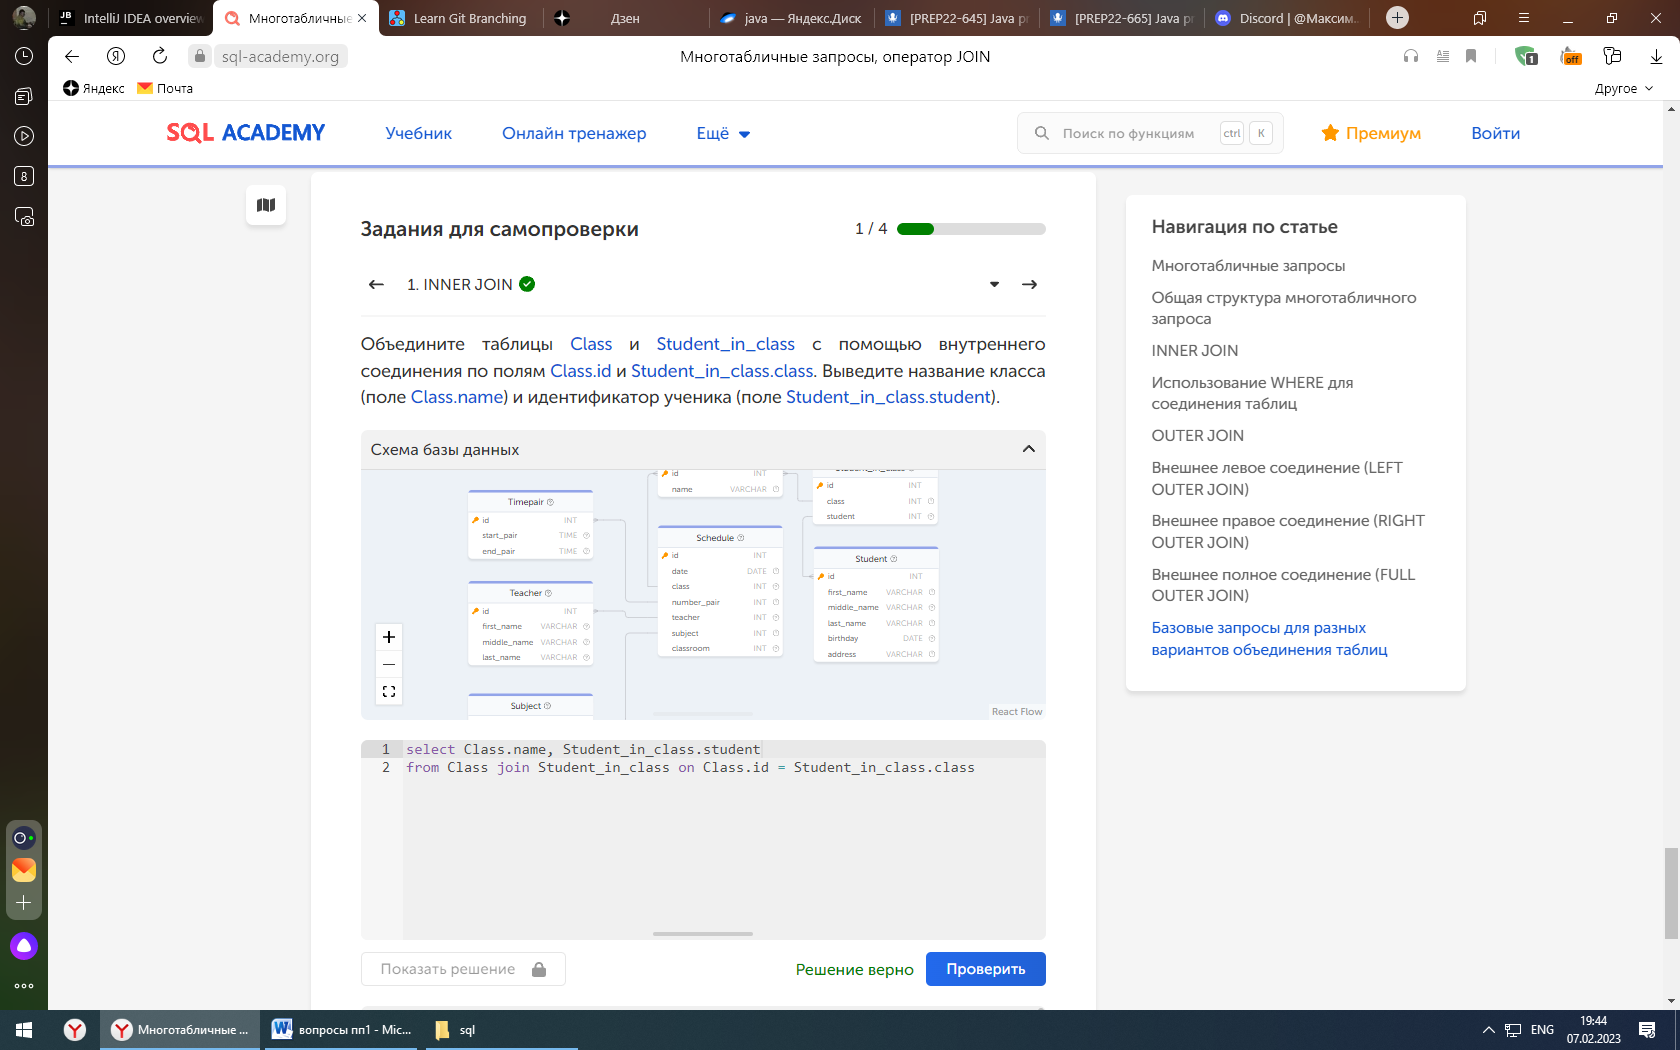 IntelliJ IDEA overview
Многотабличные
Learn Git Branching
Дзен
java — Яндекс.Диск
[PREP22-645] Java pr
[PREP22-665] Java pr
Discord | @Максим...
sql-academy.org
Многотабличные запросы, оператор JOIN
1
off
Яндекс
Почта
Другое
8
SQL ACADEMY
Учебник
Онлайн тренажер
Ещё
Поиск по функциям
ctrl
K
Премиум
Войти
Задания для самопроверки
1 / 4
1. INNER JOIN
Объедините таблицы Class и Student_in_class с помощью внутреннего
соединения по полям Class.id и Student_in_class.class. Выведите название класса
(поле Class.name) и идентификатор ученика (поле Student_in_class.student).
Схема базы данных
id INT
name VARCHAR
id INT
class INT
student INT
Timepair
id INT
start_pair TIME
end_pair TIME
Schedule
id INT
date DATE
class INT
number_pair INT
teacher INT
subject INT
classroom INT
Student
id INT
first_name VARCHAR
middle_name VARCHAR
last_name VARCHAR
birthday DATE
address VARCHAR
Teacher
id INT
first_name VARCHAR
middle_name VARCHAR
last_name VARCHAR
Subject
React Flow
1 select Class.name, Student_in_class.student
2 from Class join Student_in_class on Class.id = Student_in_class.class
Показать решение
Решение верно
Проверить
Навигация по статье
Многотабличные запросы
Общая структура многотабличного
запроса
INNER JOIN
Использование WHERE для
соединения таблиц
OUTER JOIN
Внешнее левое соединение (LEFT
OUTER JOIN)
Внешнее правое соединение (RIGHT
OUTER JOIN)
Внешнее полное соединение (FULL
OUTER JOIN)
Базовые запросы для разных
вариантов объединения таблиц
Многотабличные ...
вопросы пп1 - Mic...
sql
ENG
19:44
07.02.2023